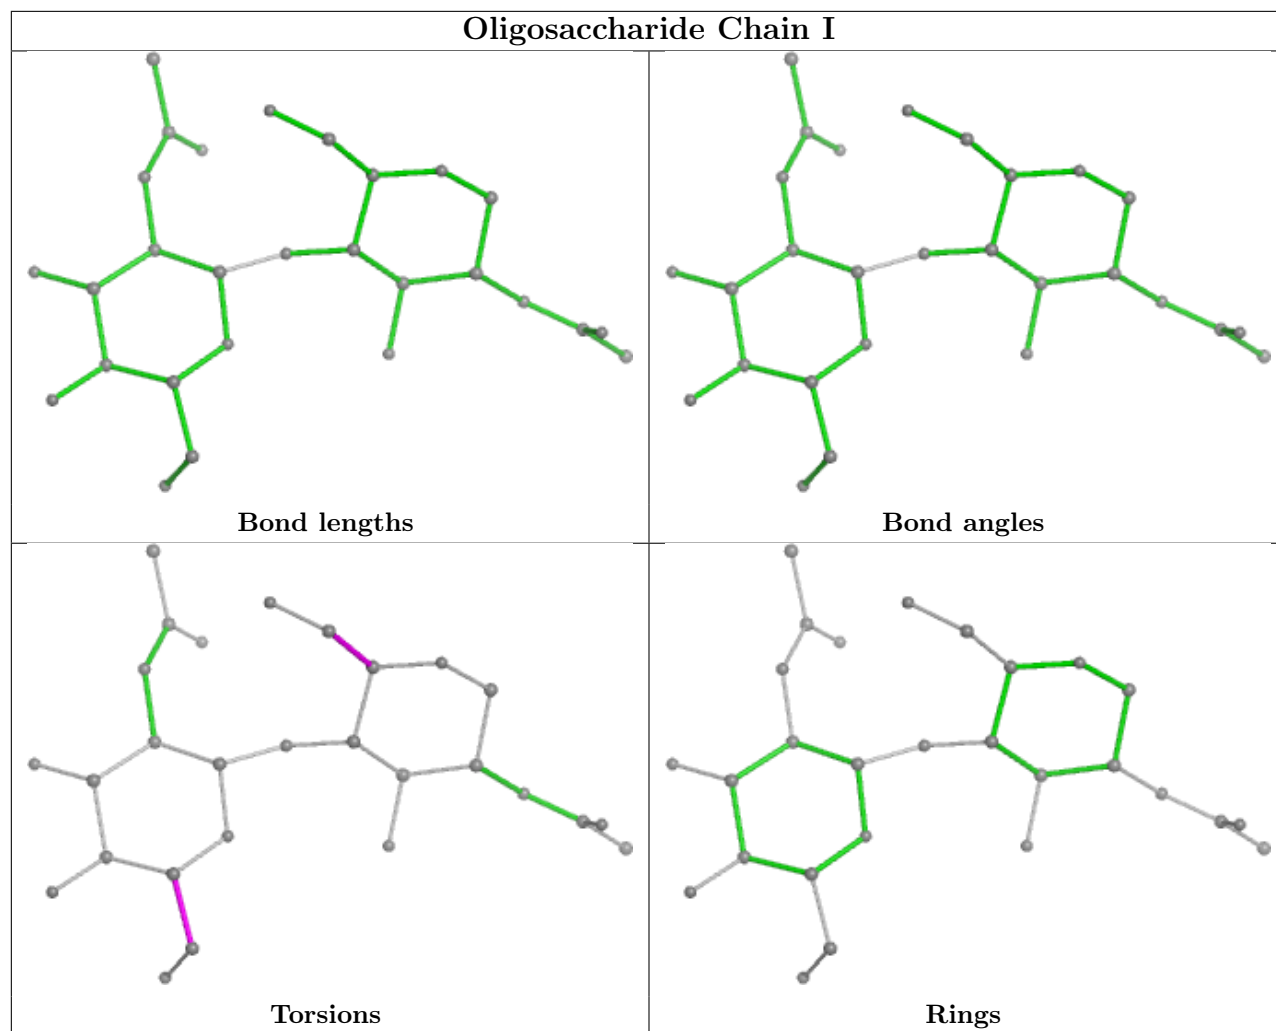 Oligosaccharide Chain I
Bond lengths
Bond angles
Torsions
Rings